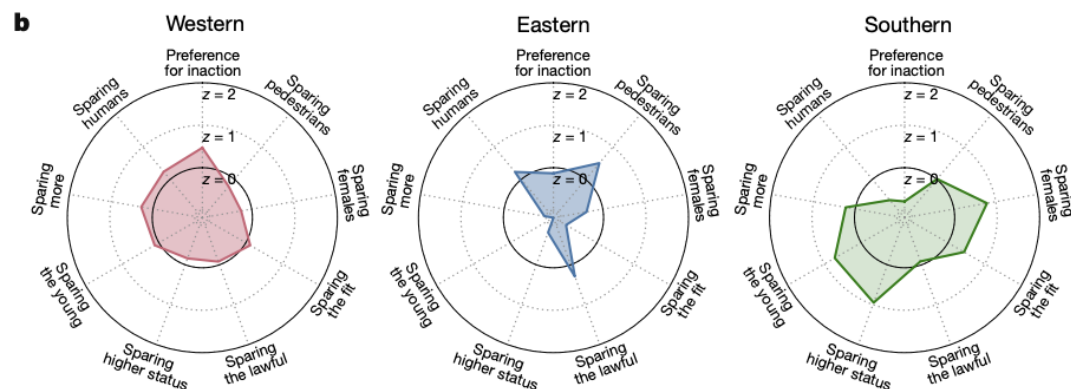 b
Western
Preference
for inaction
Sparing
pedestrians
Sparing
females
Sparing
the fit
Sparing
the lawful
Sparing
higher status
Sparing
the young
Sparing
more
Sparing
humans
z = 2
z = 1
z = 0
Eastern
Preference
for inaction
Sparing
pedestrians
Sparing
females
Sparing
the fit
Sparing
the lawful
Sparing
higher status
Sparing
the young
Sparing
more
Sparing
humans
z = 2
z = 1
z = 0
Southern
Preference
for inaction
Sparing
pedestrians
Sparing
females
Sparing
the fit
Sparing
the lawful
Sparing
higher status
Sparing
the young
Sparing
more
Sparing
humans
z = 2
z = 1
z = 0